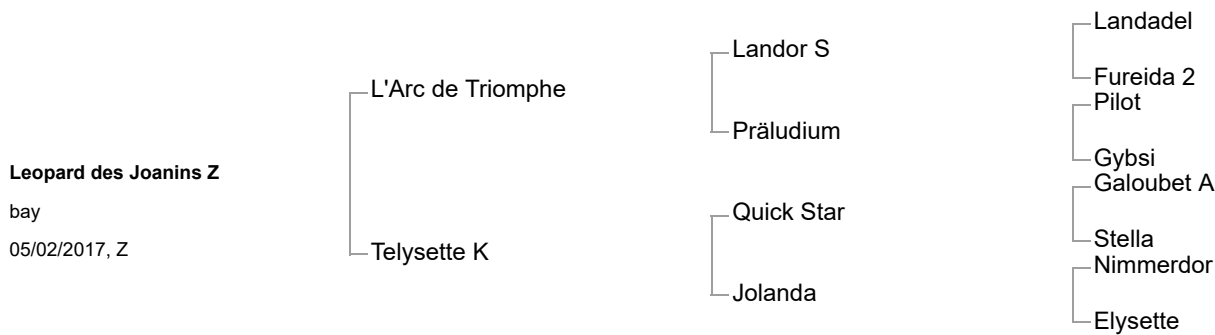 Leopard des Joanins Z
bay
05/02/2017, Z
L'Arc de Triomphe
Telysette K
Landor S
Präludium
Quick Star
Jolanda
Landadel
Fureida 2
Pilot
Gybsi
Galoubet A
Stella
Nimmerdor
Elysette